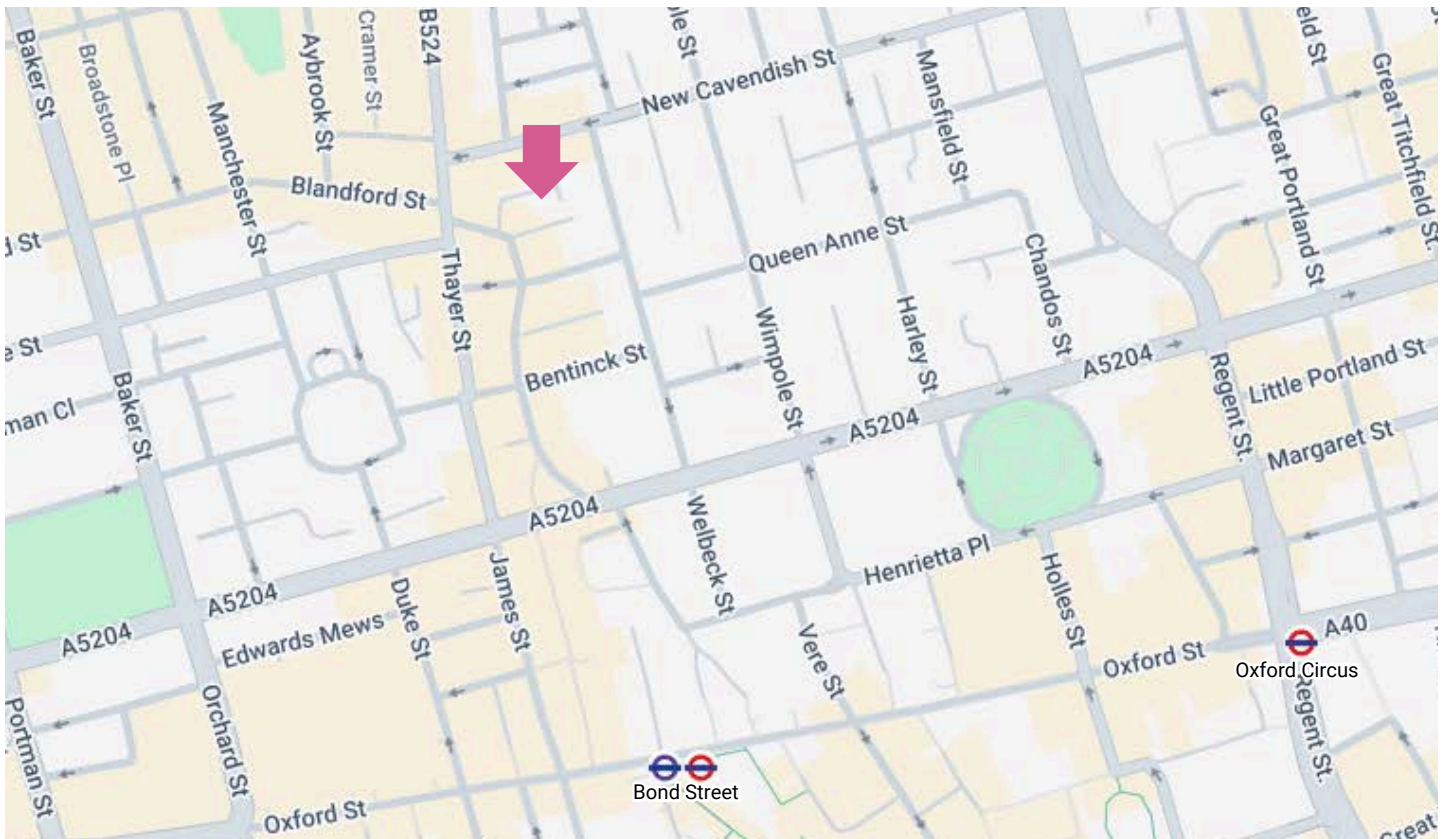 Baker St
Broadstone Pl
Aybrook St
Cramer St
B524
New Cavendish St
Mansfield St
Great Portland St
Great Titchfield St.
Manchester St
Blandford St
Thayer St
Queen Anne St
Chandos St
Harley St
Wimpole St
Bentinck St
Baker St
A5204
A5204
Regent St.
Little Portland St
Margaret St
A5204
Welbeck St
Henrietta Pl
Holles St
A5204
A5204
Edwards Mews
Duke St
James St
Vere St
Oxford St
A40
Oxford Circus
Regent St.
Portman St
Orchard St
Bond Street
Oxford St
Great